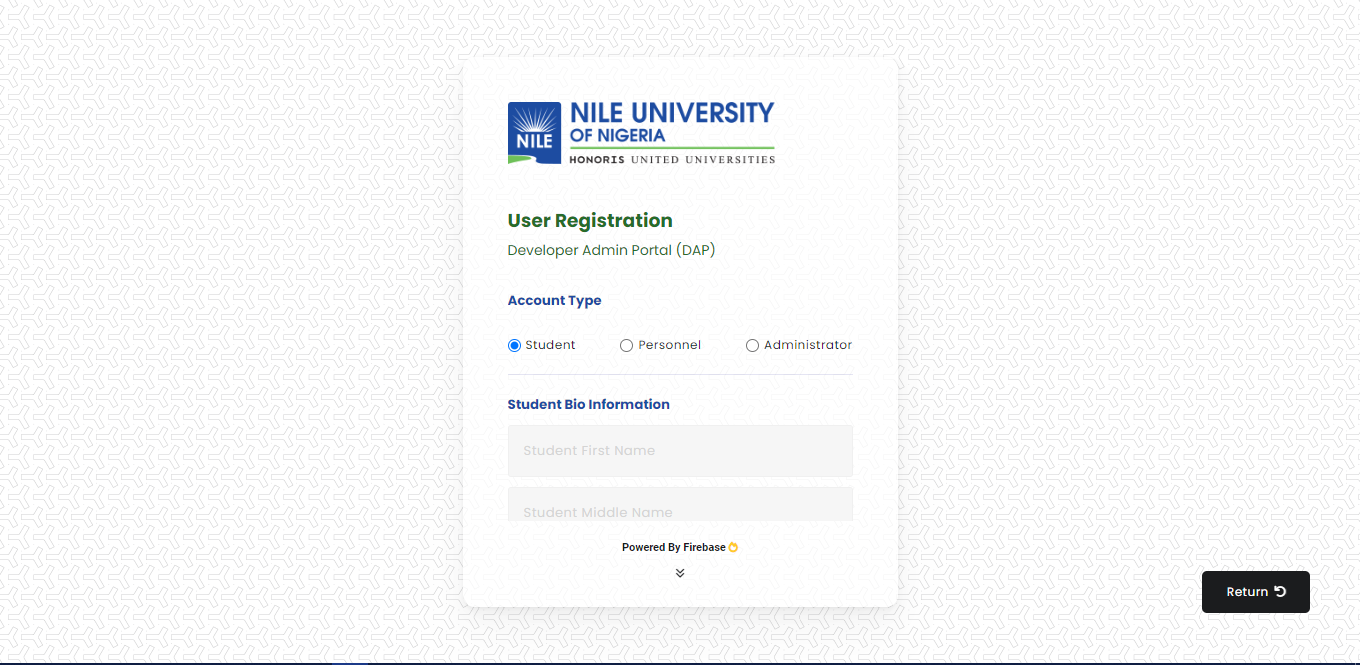 NILE
NILE UNIVERSITY
OF NIGERIA
HONORIS UNITED UNIVERSITIES
User Registration
Developer Admin Portal (DAP)
Account Type
Student Personnel Administrator
Student Bio Information
Student First Name
Student Middle Name
Powered By Firebase
Return